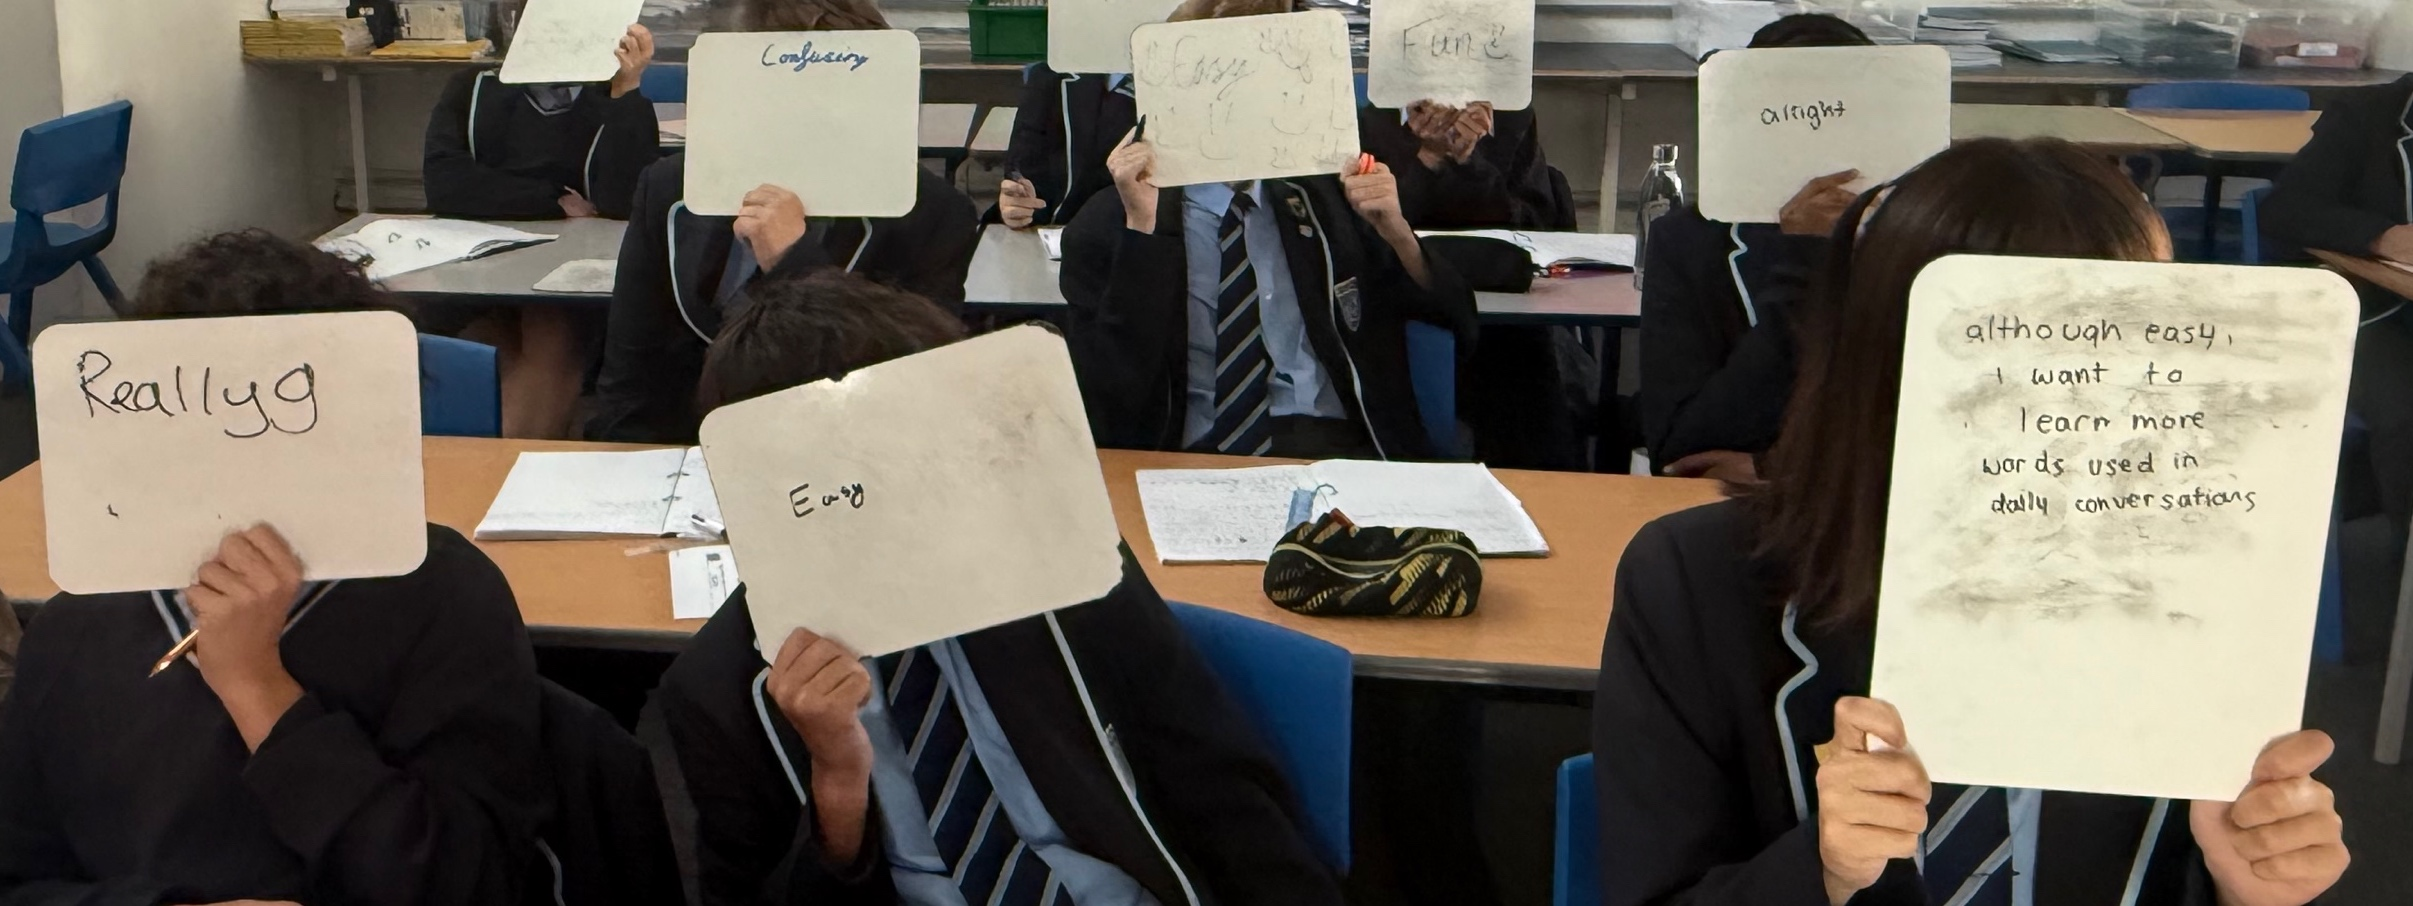 Confusing
Easy
Fun
alright
Reallyg
Easy
although easy,
i want to
learn more
words used in
daily conversations